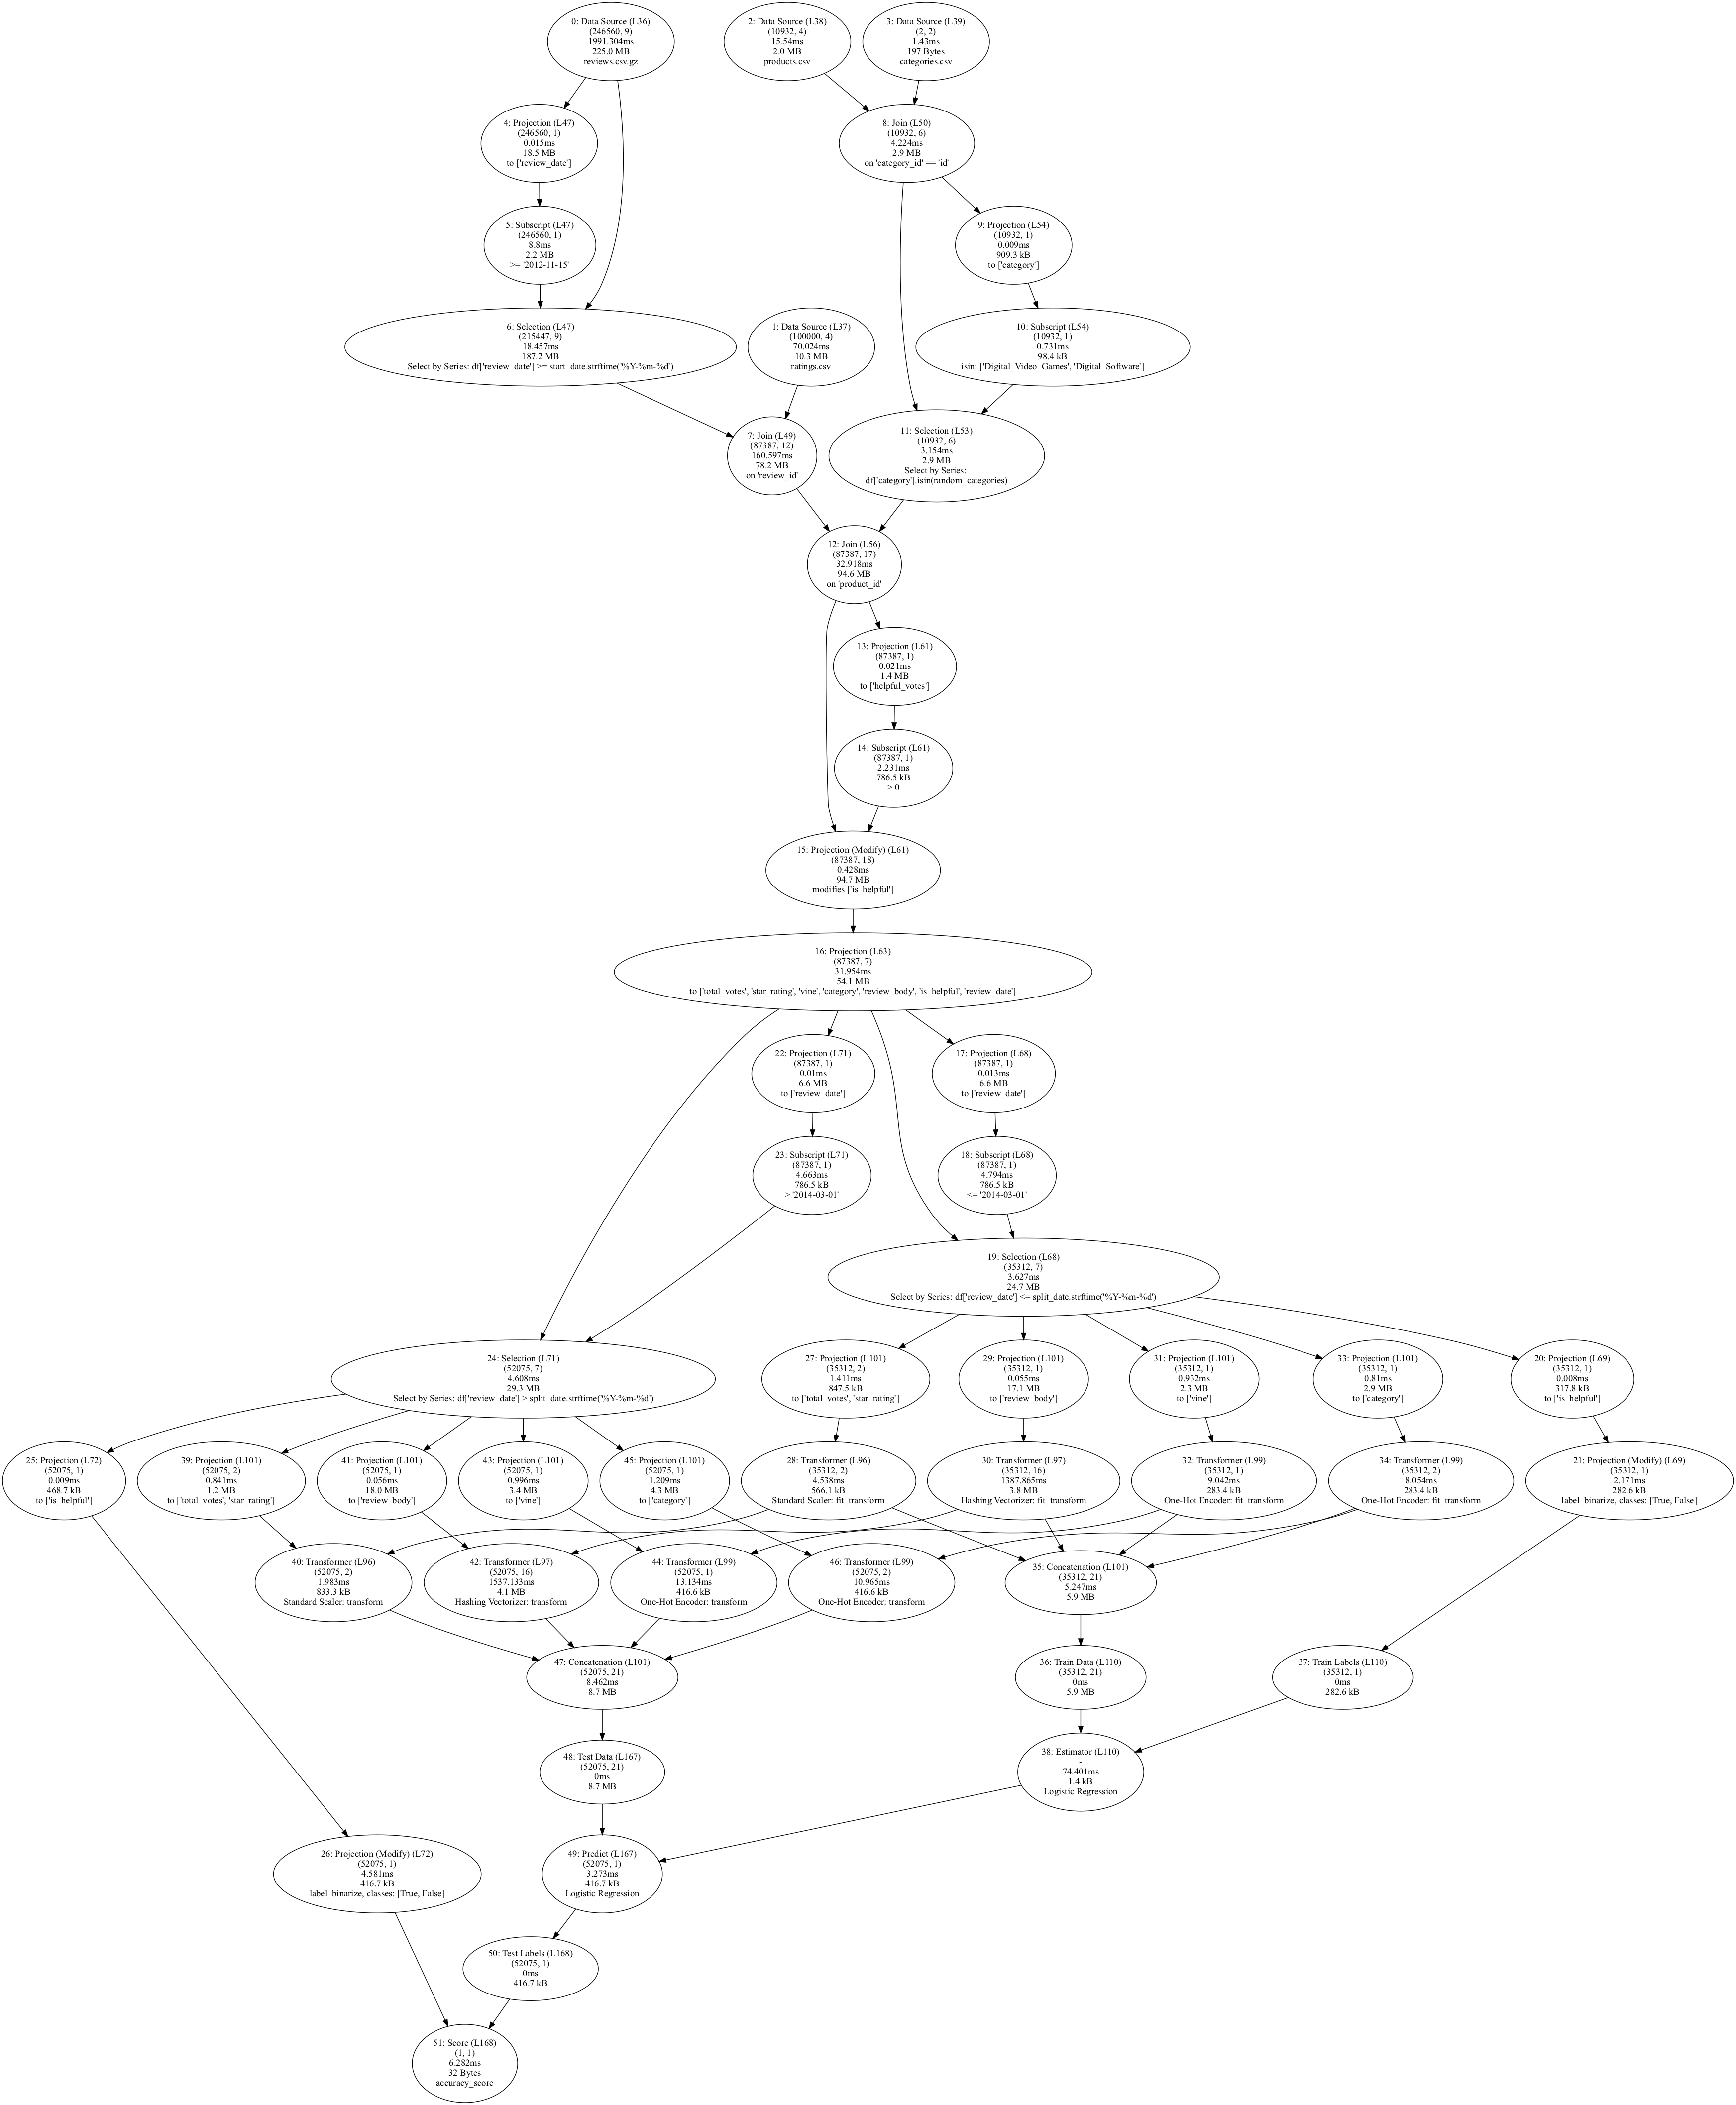 0: Data Source (L36)
(246560, 9)
1991.304ms
225.0 MB
reviews.csv.gz
2: Data Source (L38)
(10932, 4)
15.54ms
2.0 MB
products.csv
3: Data Source (L39)
(2, 2)
1.43ms
197 Bytes
categories.csv
4: Projection (L47)
(246560, 1)
0.015ms
18.5 MB
to ['review_date']
8: Join (L50)
(10932, 6)
4.224ms
2.9 MB
on 'category_id' == 'id'
5: Subscript (L47)
(246560, 1)
8.8ms
2.2 MB
>= '2012-11-15'
9: Projection (L54)
(10932, 1)
0.009ms
909.3 kB
to ['category']
6: Selection (L47)
(215447, 9)
18.457ms
187.2 MB
Select by Series: df['review_date'] >= start_date.strftime('%Y-%m-%d')
1: Data Source (L37)
(100000, 4)
70.024ms
10.3 MB
ratings.csv
10: Subscript (L54)
(10932, 1)
0.731ms
98.4 kB
isin: ['Digital_Video_Games', 'Digital_Software']
7: Join (L49)
(87387, 12)
160.597ms
78.2 MB
on 'review_id'
11: Selection (L53)
(10932, 6)
3.154ms
2.9 MB
Select by Series:
df['category'].isin(random_categories)
12: Join (L56)
(87387, 17)
32.918ms
94.6 MB
on 'product_id'
13: Projection (L61)
(87387, 1)
0.021ms
1.4 MB
to ['helpful_votes']
14: Subscript (L61)
(87387, 1)
2.231ms
786.5 kB
> 0
15: Projection (Modify) (L61)
(87387, 18)
0.428ms
94.7 MB
modifies ['is_helpful']
16: Projection (L63)
(87387, 7)
31.954ms
54.1 MB
to ['total_votes', 'star_rating', 'vine', 'category', 'review_body', 'is_helpful', 'review_date']
22: Projection (L71)
(87387, 1)
0.01ms
6.6 MB
to ['review_date']
17: Projection (L68)
(87387, 1)
0.013ms
6.6 MB
to ['review_date']
23: Subscript (L71)
(87387, 1)
4.663ms
786.5 kB
> '2014-03-01'
18: Subscript (L68)
(87387, 1)
4.794ms
786.5 kB
<= '2014-03-01'
19: Selection (L68)
(35312, 7)
3.627ms
24.7 MB
Select by Series: df['review_date'] <= split_date.strftime('%Y-%m-%d')
24: Selection (L71)
(52075, 7)
4.608ms
29.3 MB
Select by Series: df['review_date'] > split_date.strftime('%Y-%m-%d')
27: Projection (L101)
(35312, 2)
1.411ms
847.5 kB
to ['total_votes', 'star_rating']
29: Projection (L101)
(35312, 1)
0.055ms
17.1 MB
to ['review_body']
31: Projection (L101)
(35312, 1)
0.932ms
2.3 MB
to ['vine']
33: Projection (L101)
(35312, 1)
0.81ms
2.9 MB
to ['category']
20: Projection (L69)
(35312, 1)
0.008ms
317.8 kB
to ['is_helpful']
25: Projection (L72)
(52075, 1)
0.009ms
468.7 kB
to ['is_helpful']
39: Projection (L101)
(52075, 2)
0.841ms
1.2 MB
to ['total_votes', 'star_rating']
41: Projection (L101)
(52075, 1)
0.056ms
18.0 MB
to ['review_body']
43: Projection (L101)
(52075, 1)
0.996ms
3.4 MB
to ['vine']
45: Projection (L101)
(52075, 1)
1.209ms
4.3 MB
to ['category']
28: Transformer (L96)
(35312, 2)
4.538ms
566.1 kB
Standard Scaler: fit_transform
30: Transformer (L97)
(35312, 16)
1387.865ms
3.8 MB
Hashing Vectorizer: fit_transform
32: Transformer (L99)
(35312, 1)
9.042ms
283.4 kB
One-Hot Encoder: fit_transform
34: Transformer (L99)
(35312, 2)
8.054ms
283.4 kB
One-Hot Encoder: fit_transform
21: Projection (Modify) (L69)
(35312, 1)
2.171ms
282.6 kB
label_binarize, classes: [True, False]
40: Transformer (L96)
(52075, 2)
1.983ms
833.3 kB
Standard Scaler: transform
42: Transformer (L97)
(52075, 16)
1537.133ms
4.1 MB
Hashing Vectorizer: transform
44: Transformer (L99)
(52075, 1)
13.134ms
416.6 kB
One-Hot Encoder: transform
46: Transformer (L99)
(52075, 2)
10.965ms
416.6 kB
One-Hot Encoder: transform
35: Concatenation (L101)
(35312, 21)
5.247ms
5.9 MB
47: Concatenation (L101)
(52075, 21)
8.462ms
8.7 MB
36: Train Data (L110)
(35312, 21)
0ms
5.9 MB
37: Train Labels (L110)
(35312, 1)
0ms
282.6 kB
48: Test Data (L167)
(52075, 21)
0ms
8.7 MB
38: Estimator (L110)
-
74.401ms
1.4 kB
Logistic Regression
26: Projection (Modify) (L72)
(52075, 1)
4.581ms
416.7 kB
label_binarize, classes: [True, False]
49: Predict (L167)
(52075, 1)
3.273ms
416.7 kB
Logistic Regression
50: Test Labels (L168)
(52075, 1)
0ms
416.7 kB
51: Score (L168)
(1, 1)
6.282ms
32 Bytes
accuracy_score